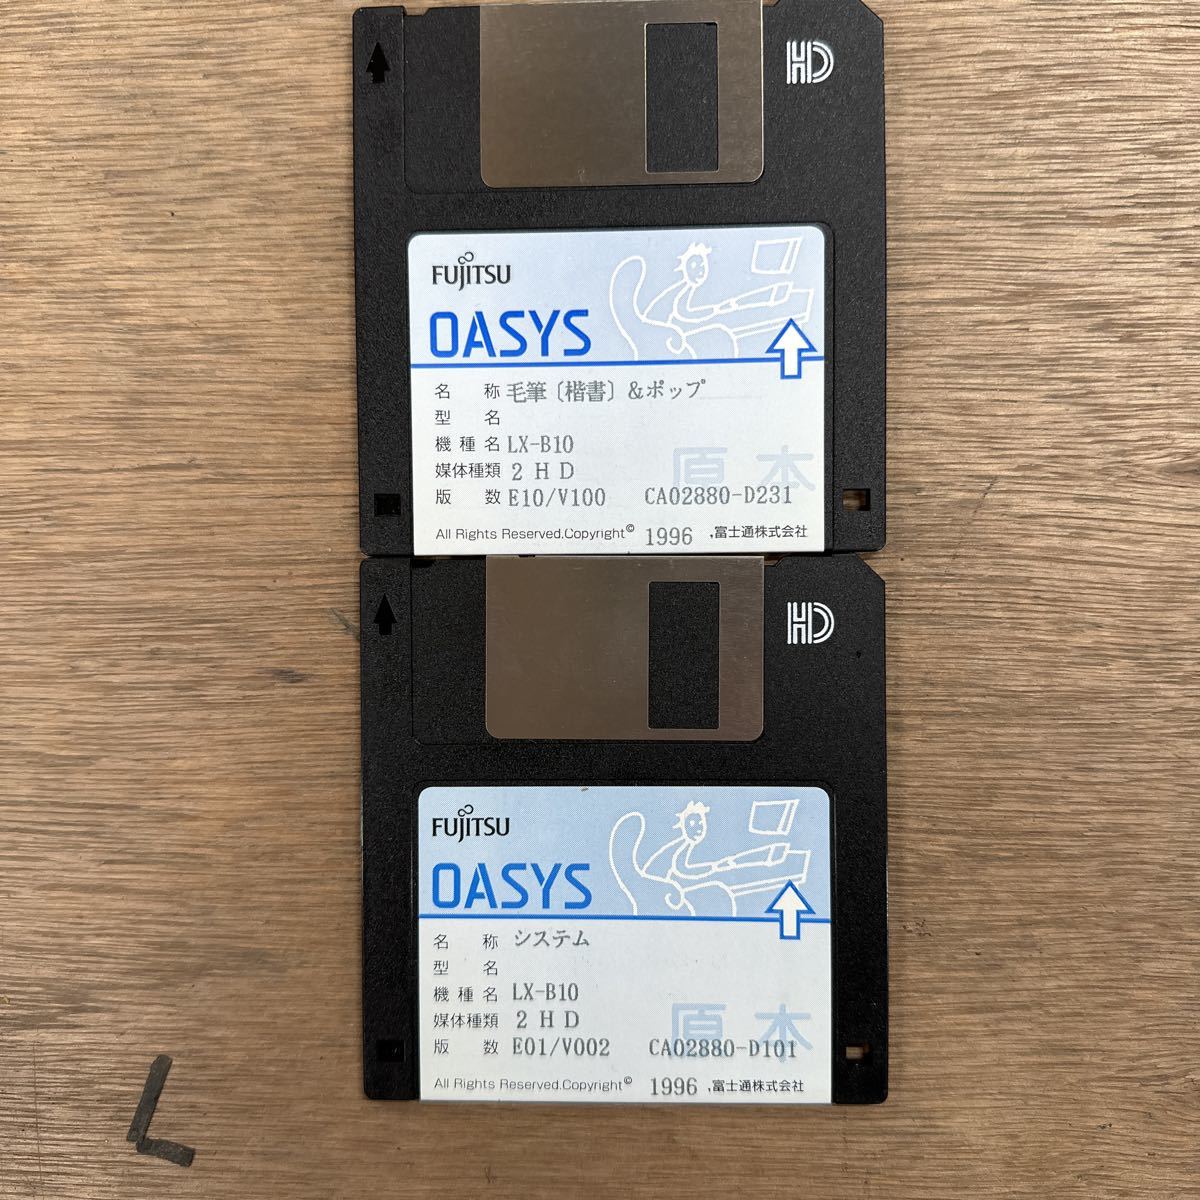 HD
FUJITSU
OASYS
名 称 毛筆〔楷書〕&ポップ
型 名
機種名 LX-B10
媒体種類 2HD
版 数 E10/V100 CA02880-D231
原本
All Rights Reserved.Copyright© 1996 ,富士通株式会社
HD
FUJITSU
OASYS
名 称 システム
型 名
機種名 LX-B10
媒体種類 2HD
版 数 E01/V002 CA02880-D101
原本
All Rights Reserved.Copyright© 1996 ,富士通株式会社